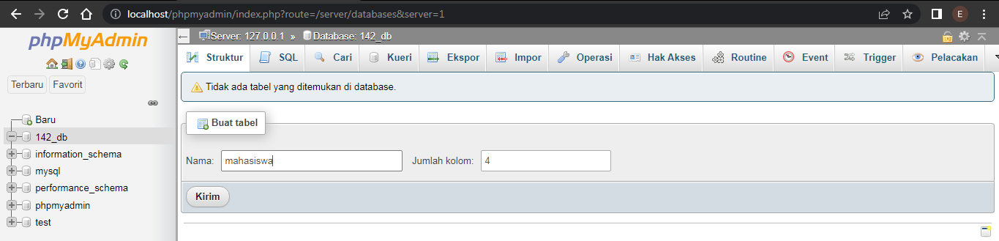 localhost/phpmyadmin/index.php?route=/server/databases&server=1
E
phpMyAdmin
Server: 127.0.0.1 » Database: 142_db
Struktur SQL Cari Kueri Ekspor Impor Operasi Hak Akses Routine Event Trigger Pelacakan
Terbaru Favorit
Tidak ada tabel yang ditemukan di database.
Baru
142_db
information_schema
mysql
performance_schema
phpmyadmin
test
Buat tabel
Nama: mahasiswa Jumlah kolom: 4
Kirim